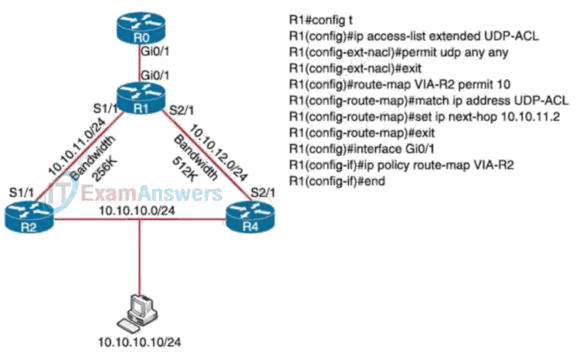 R0
Gi0/1
Gi0/1
R1
S1/1
S2/1
10.10.11.0/24
Bandwidth
256K
10.10.12.0/24
Bandwidth
512K
S1/1
S2/1
IT ExamAnswers
10.10.10.0/24
R2
R4
10.10.10.10/24
R1#config t
R1(config)#ip access-list extended UDP-ACL
R1(config-ext-nacl)#permit udp any any
R1(config-ext-nacl)#exit
R1(config)#route-map VIA-R2 permit 10
R1(config-route-map)#match ip address UDP-ACL
R1(config-route-map)#set ip next-hop 10.10.11.2
R1(config-route-map)#exit
R1(config)#interface Gi0/1
R1(config-if)#ip policy route-map VIA-R2
R1(config-if)#end